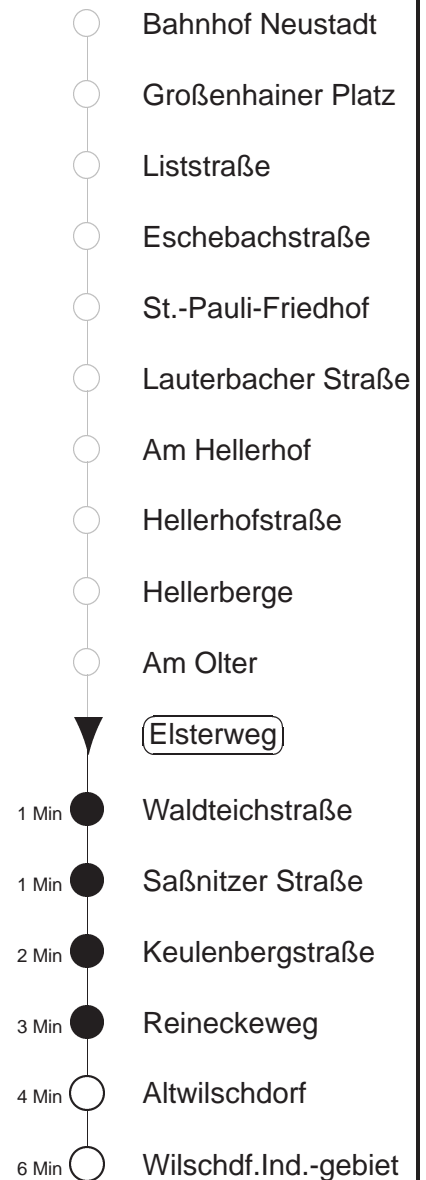 Bahnhof Neustadt
Großenhainer Platz
Liststraße
Eschebachstraße
St.-Pauli-Friedhof
Lauterbacher Straße
Am Hellerhof
Hellerhofstraße
Hellerberge
Am Olter
Elsterweg
1 Min Waldteichstraße
1 Min Saßnitzer Straße
2 Min Keulenbergstraße
3 Min Reineckeweg
4 Min Altwilschdorf
6 Min Wilschdf.Ind.-gebiet